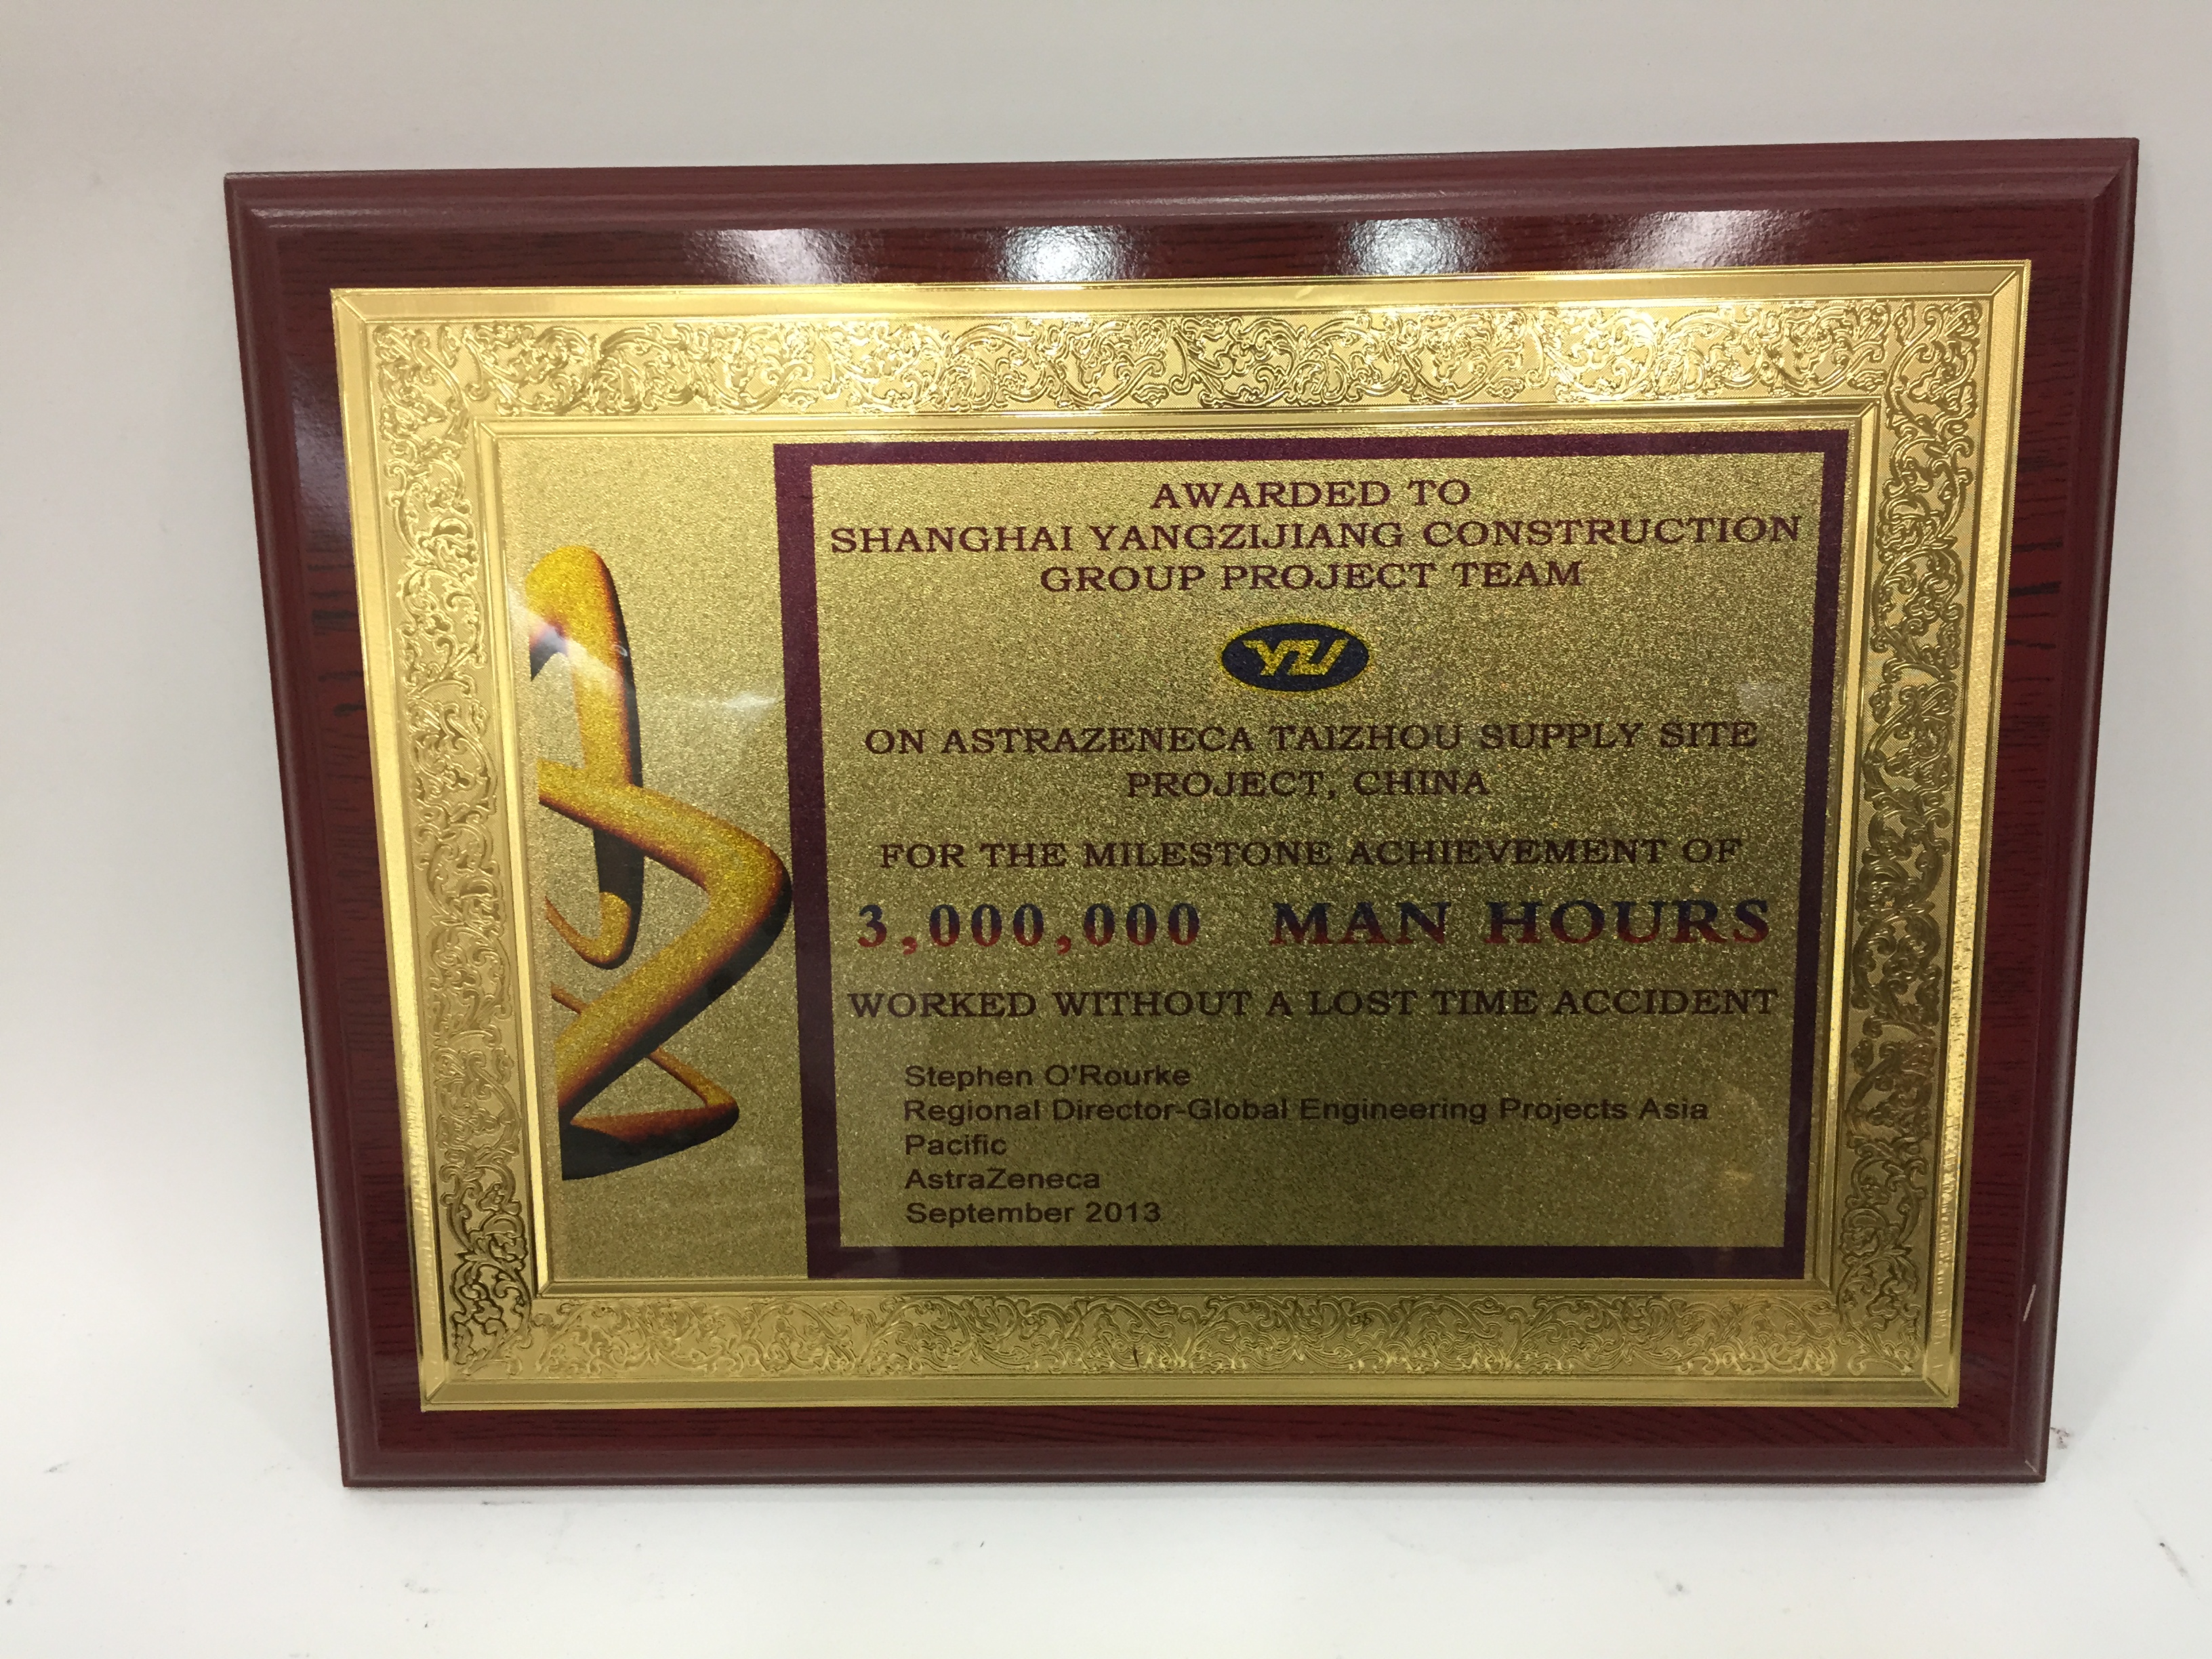 AWARDED TO
SHANGHAI YANGZIJIANG CONSTRUCTION
GROUP PROJECT TEAM
YZJ
ON ASTRAZENECA TAIZHOU SUPPLY SITE
PROJECT, CHINA
FOR THE MILESTONE ACHIEVEMENT OF
3,000,000 MAN HOURS
WORKED WITHOUT A LOST TIME ACCIDENT
Stephen O'Rourke
Regional Director-Global Engineering Projects Asia
Pacific
AstraZeneca
September 2013